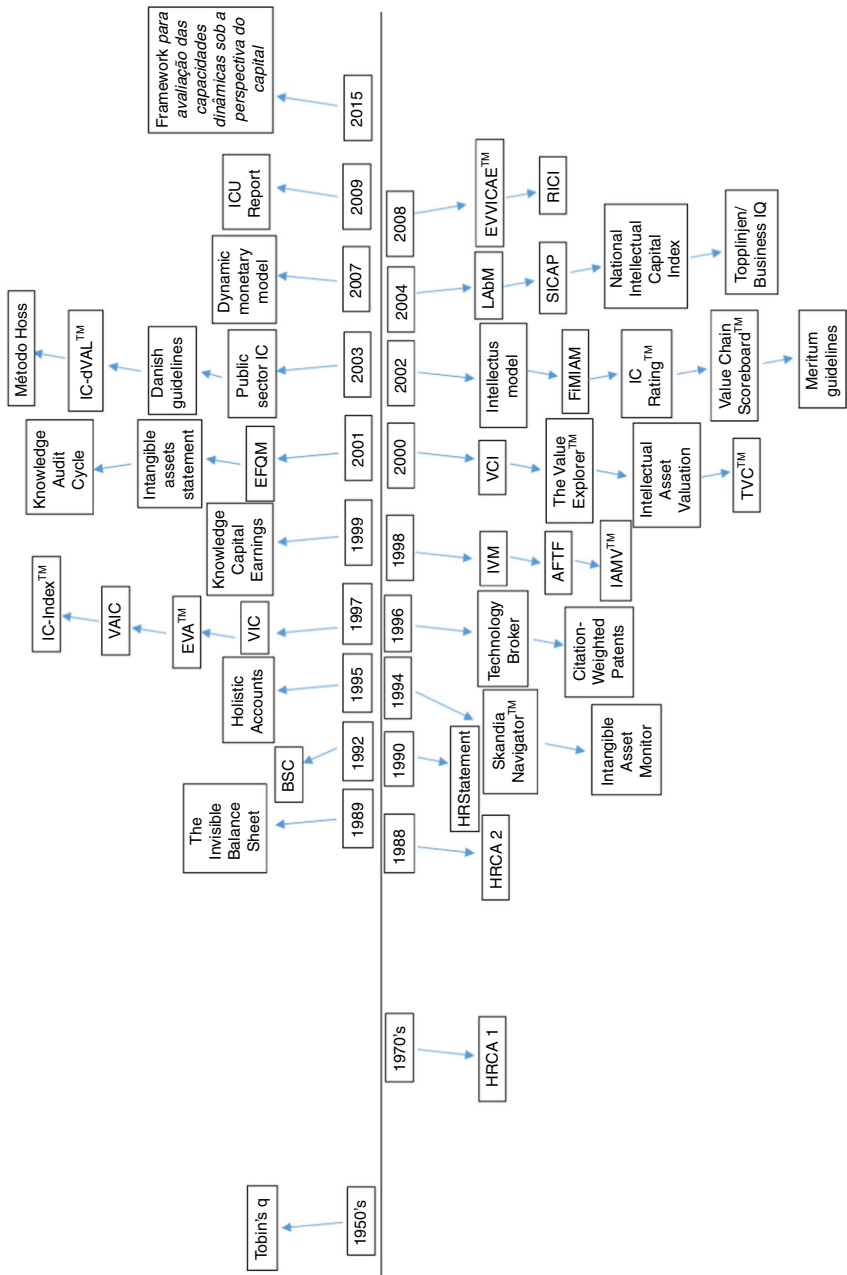 Tobin's q
1950's
1970's
HRCA 1
1988
HRCA 2
The
Invisible
Balance
Sheet
1989
1990
HRStatement
BSC
1992
1994
Skandia
Navigator™
Intangible
Asset
Monitor
Holistic
Accounts
1995
1996
Technology
Broker
Citation-
Weighted
Patents
IC-Index™
VAIC
EVA™
VIC
1997
1998
IVM
AFTF
IAMV™
Knowledge
Capital
Earnings
1999
2000
VCI
The Value
Explorer™
Intellectual
Asset
Valuation
TVC™
Knowledge
Audit
Cycle
Intangible
assets
statement
EFQM
2001
2002
Intellectus
model
FiMIAM
IC
Rating™
Value Chain
Scoreboard™
Meritum
guidelines
Método Hoss
IC-dVAL™
Danish
guidelines
Public
sector IC
2003
2004
LAbM
SICAP
National
Intellectual
Capital
Index
Topplinjen/
Business IQ
Dynamic
monetary
model
2007
2008
EVVICAE™
RICI
ICU
Report
2009
Framework para
avaliação das
capacidades
dinâmicas sob a
perspectiva do
capital
2015